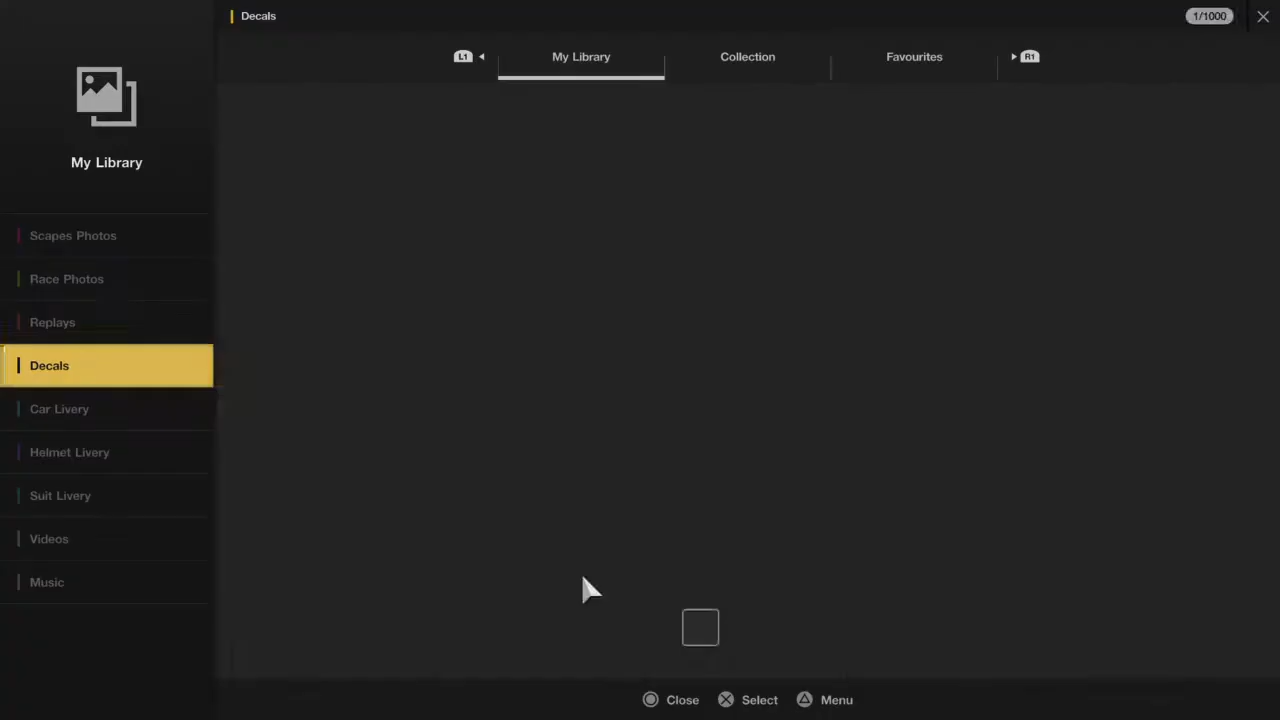 Decals
1/1000
L1
My Library
Collection
Favourites
R1
My Library
Scapes Photos
Race Photos
Replays
Decals
Car Livery
Helmet Livery
Suit Livery
Videos
Music
Close
Select
Menu